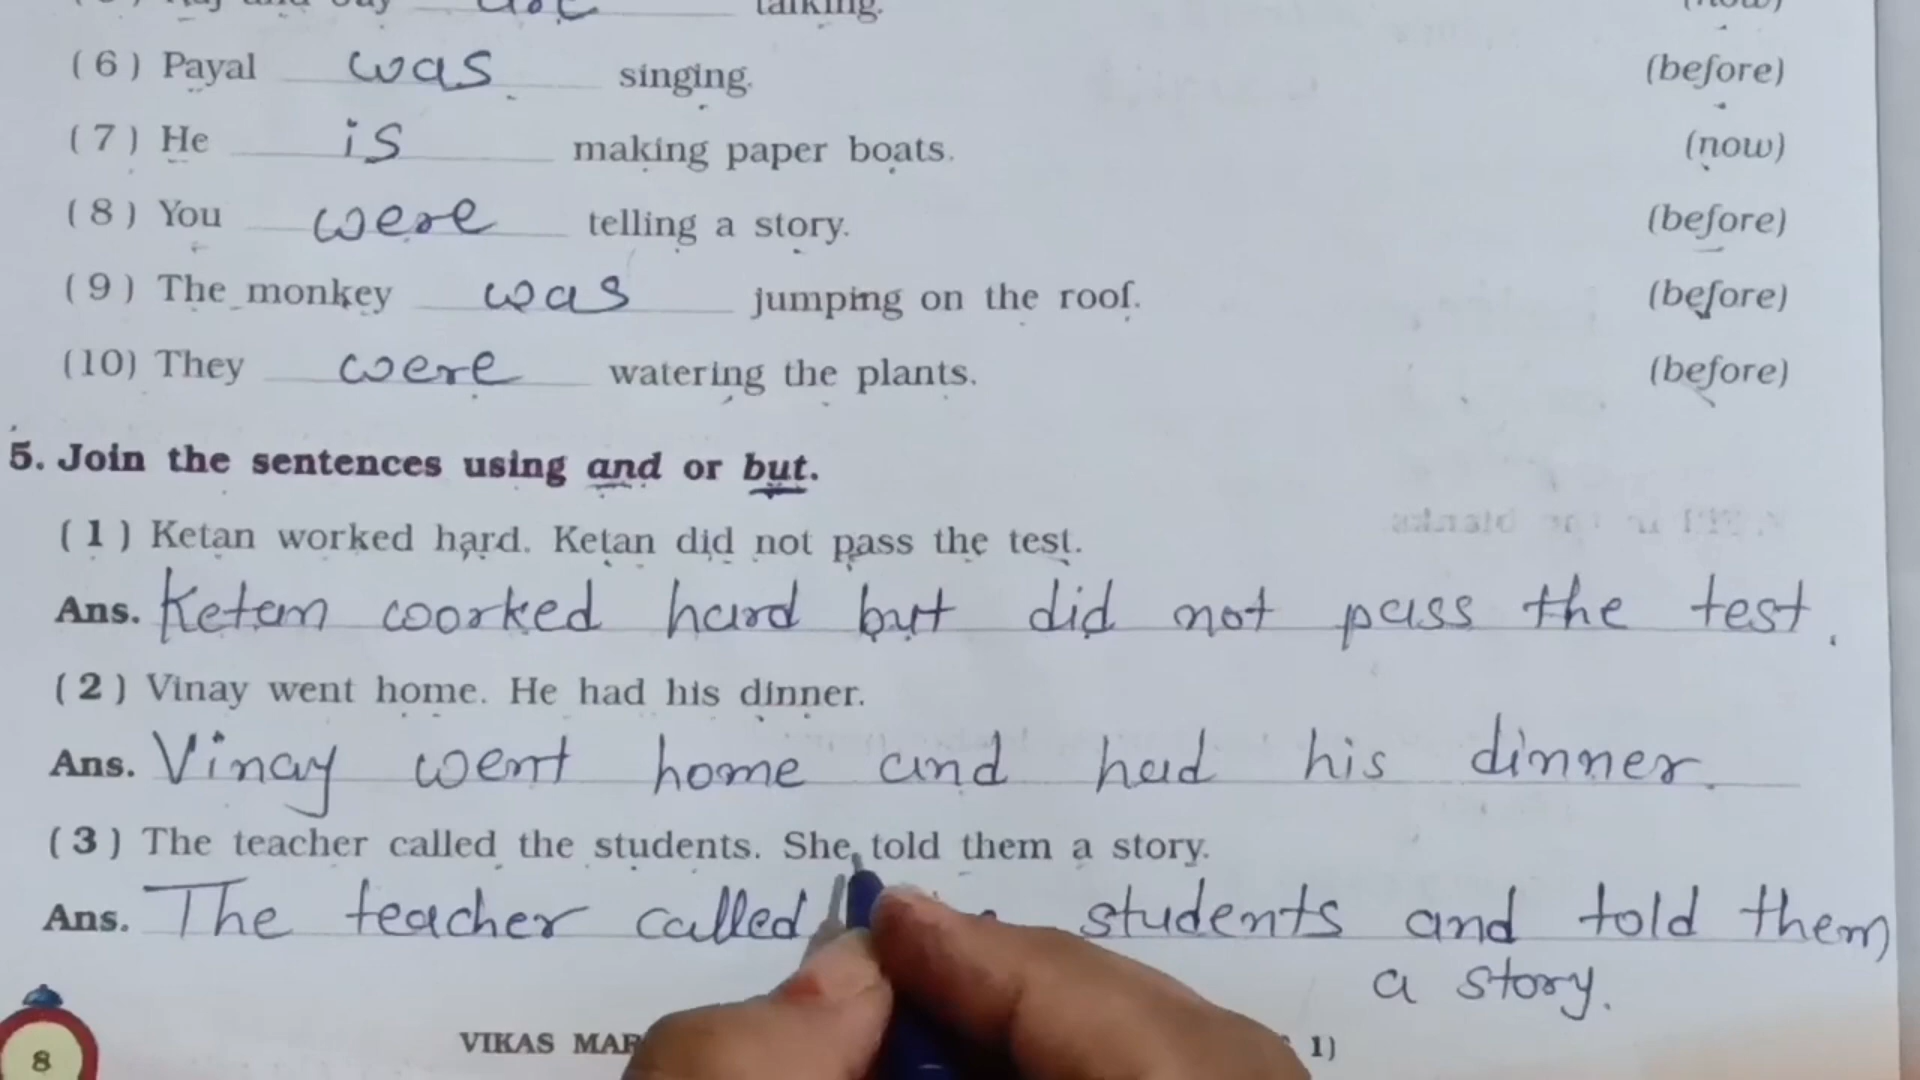 talking.
(6) Payal was singing. (before)
(7) He is making paper boats. (now)
(8) You were telling a story. (before)
(9) The monkey was jumping on the roof. (before)
(10) They were watering the plants. (before)
5. Join the sentences using and or but.
(1) Ketan worked hard. Ketan did not pass the test.
Ans. Ketan worked hard but did not pass the test.
(2) Vinay went home. He had his dinner.
Ans. Vinay went home and had his dinner.
(3) The teacher called the students. She told them a story.
Ans. The teacher called students and told them
a story.
8 VIKAS 1)